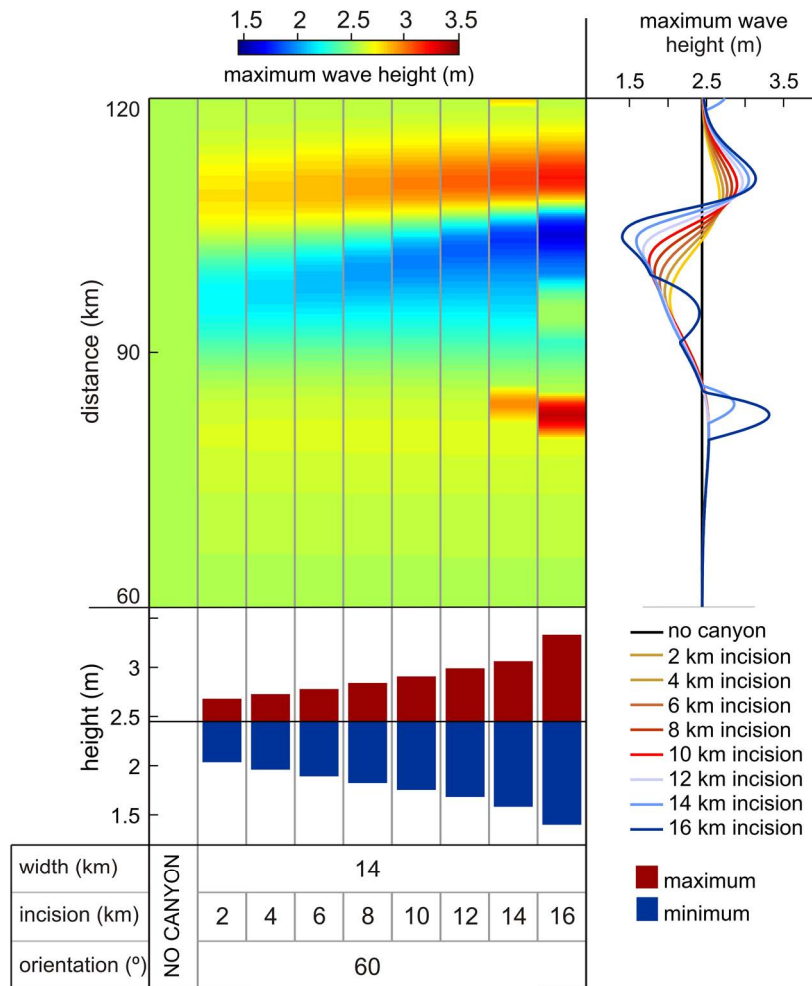 1.5 2 2.5 3 3.5
maximum wave height (m)
maximum wave
height (m)
1.5 2.5 3.5
120
90
60
distance (km)
3
2.5
2
1.5
height (m)
no canyon
2 km incision
4 km incision
6 km incision
8 km incision
10 km incision
12 km incision
14 km incision
16 km incision
maximum
minimum
width (km) 14
incision (km) 2 4 6 8 10 12 14 16
orientation (º) 60
NO CANYON